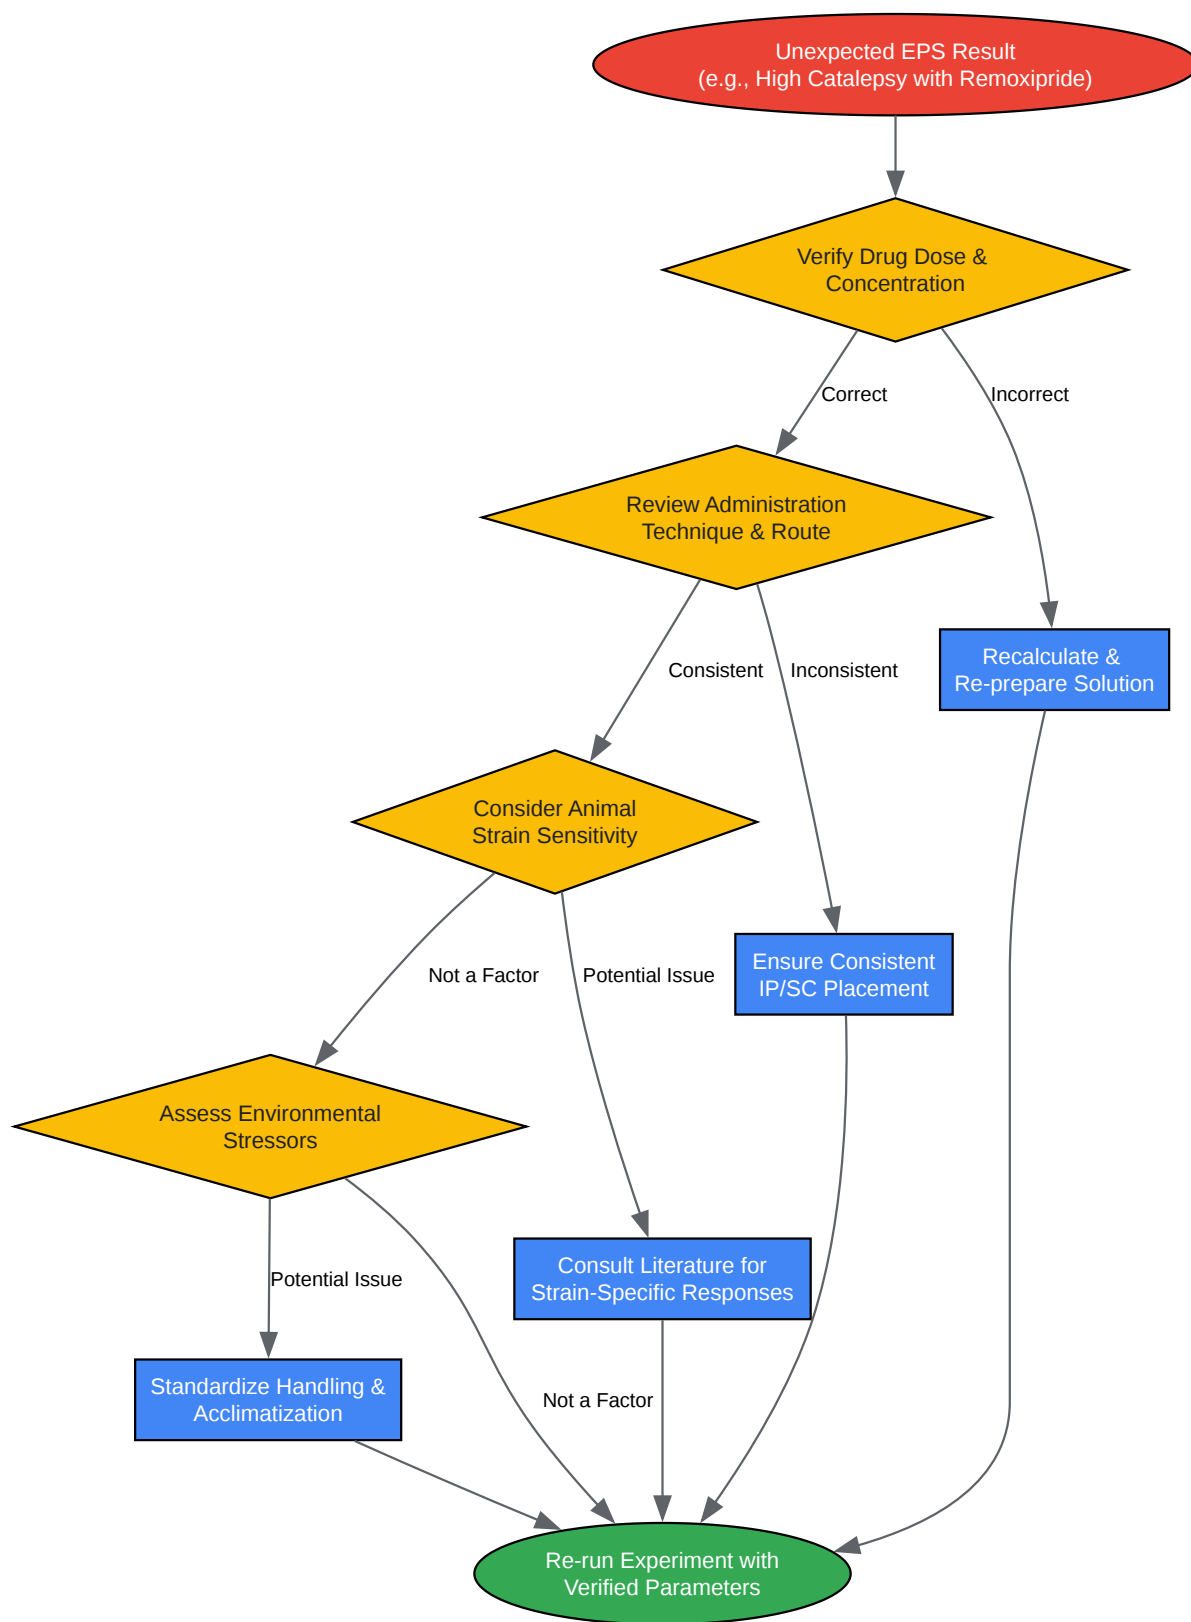 Unexpected EPS Result
(e.g., High Catalepsy with Remoxipride)
Verify Drug Dose &
Concentration
Correct
Incorrect
Review Administration
Technique & Route
Recalculate &
Re-prepare Solution
Consistent
Inconsistent
Consider Animal
Strain Sensitivity
Ensure Consistent
IP/SC Placement
Not a Factor
Potential Issue
Assess Environmental
Stressors
Consult Literature for
Strain-Specific Responses
Potential Issue
Standardize Handling &
Acclimatization
Not a Factor
Re-run Experiment with
Verified Parameters